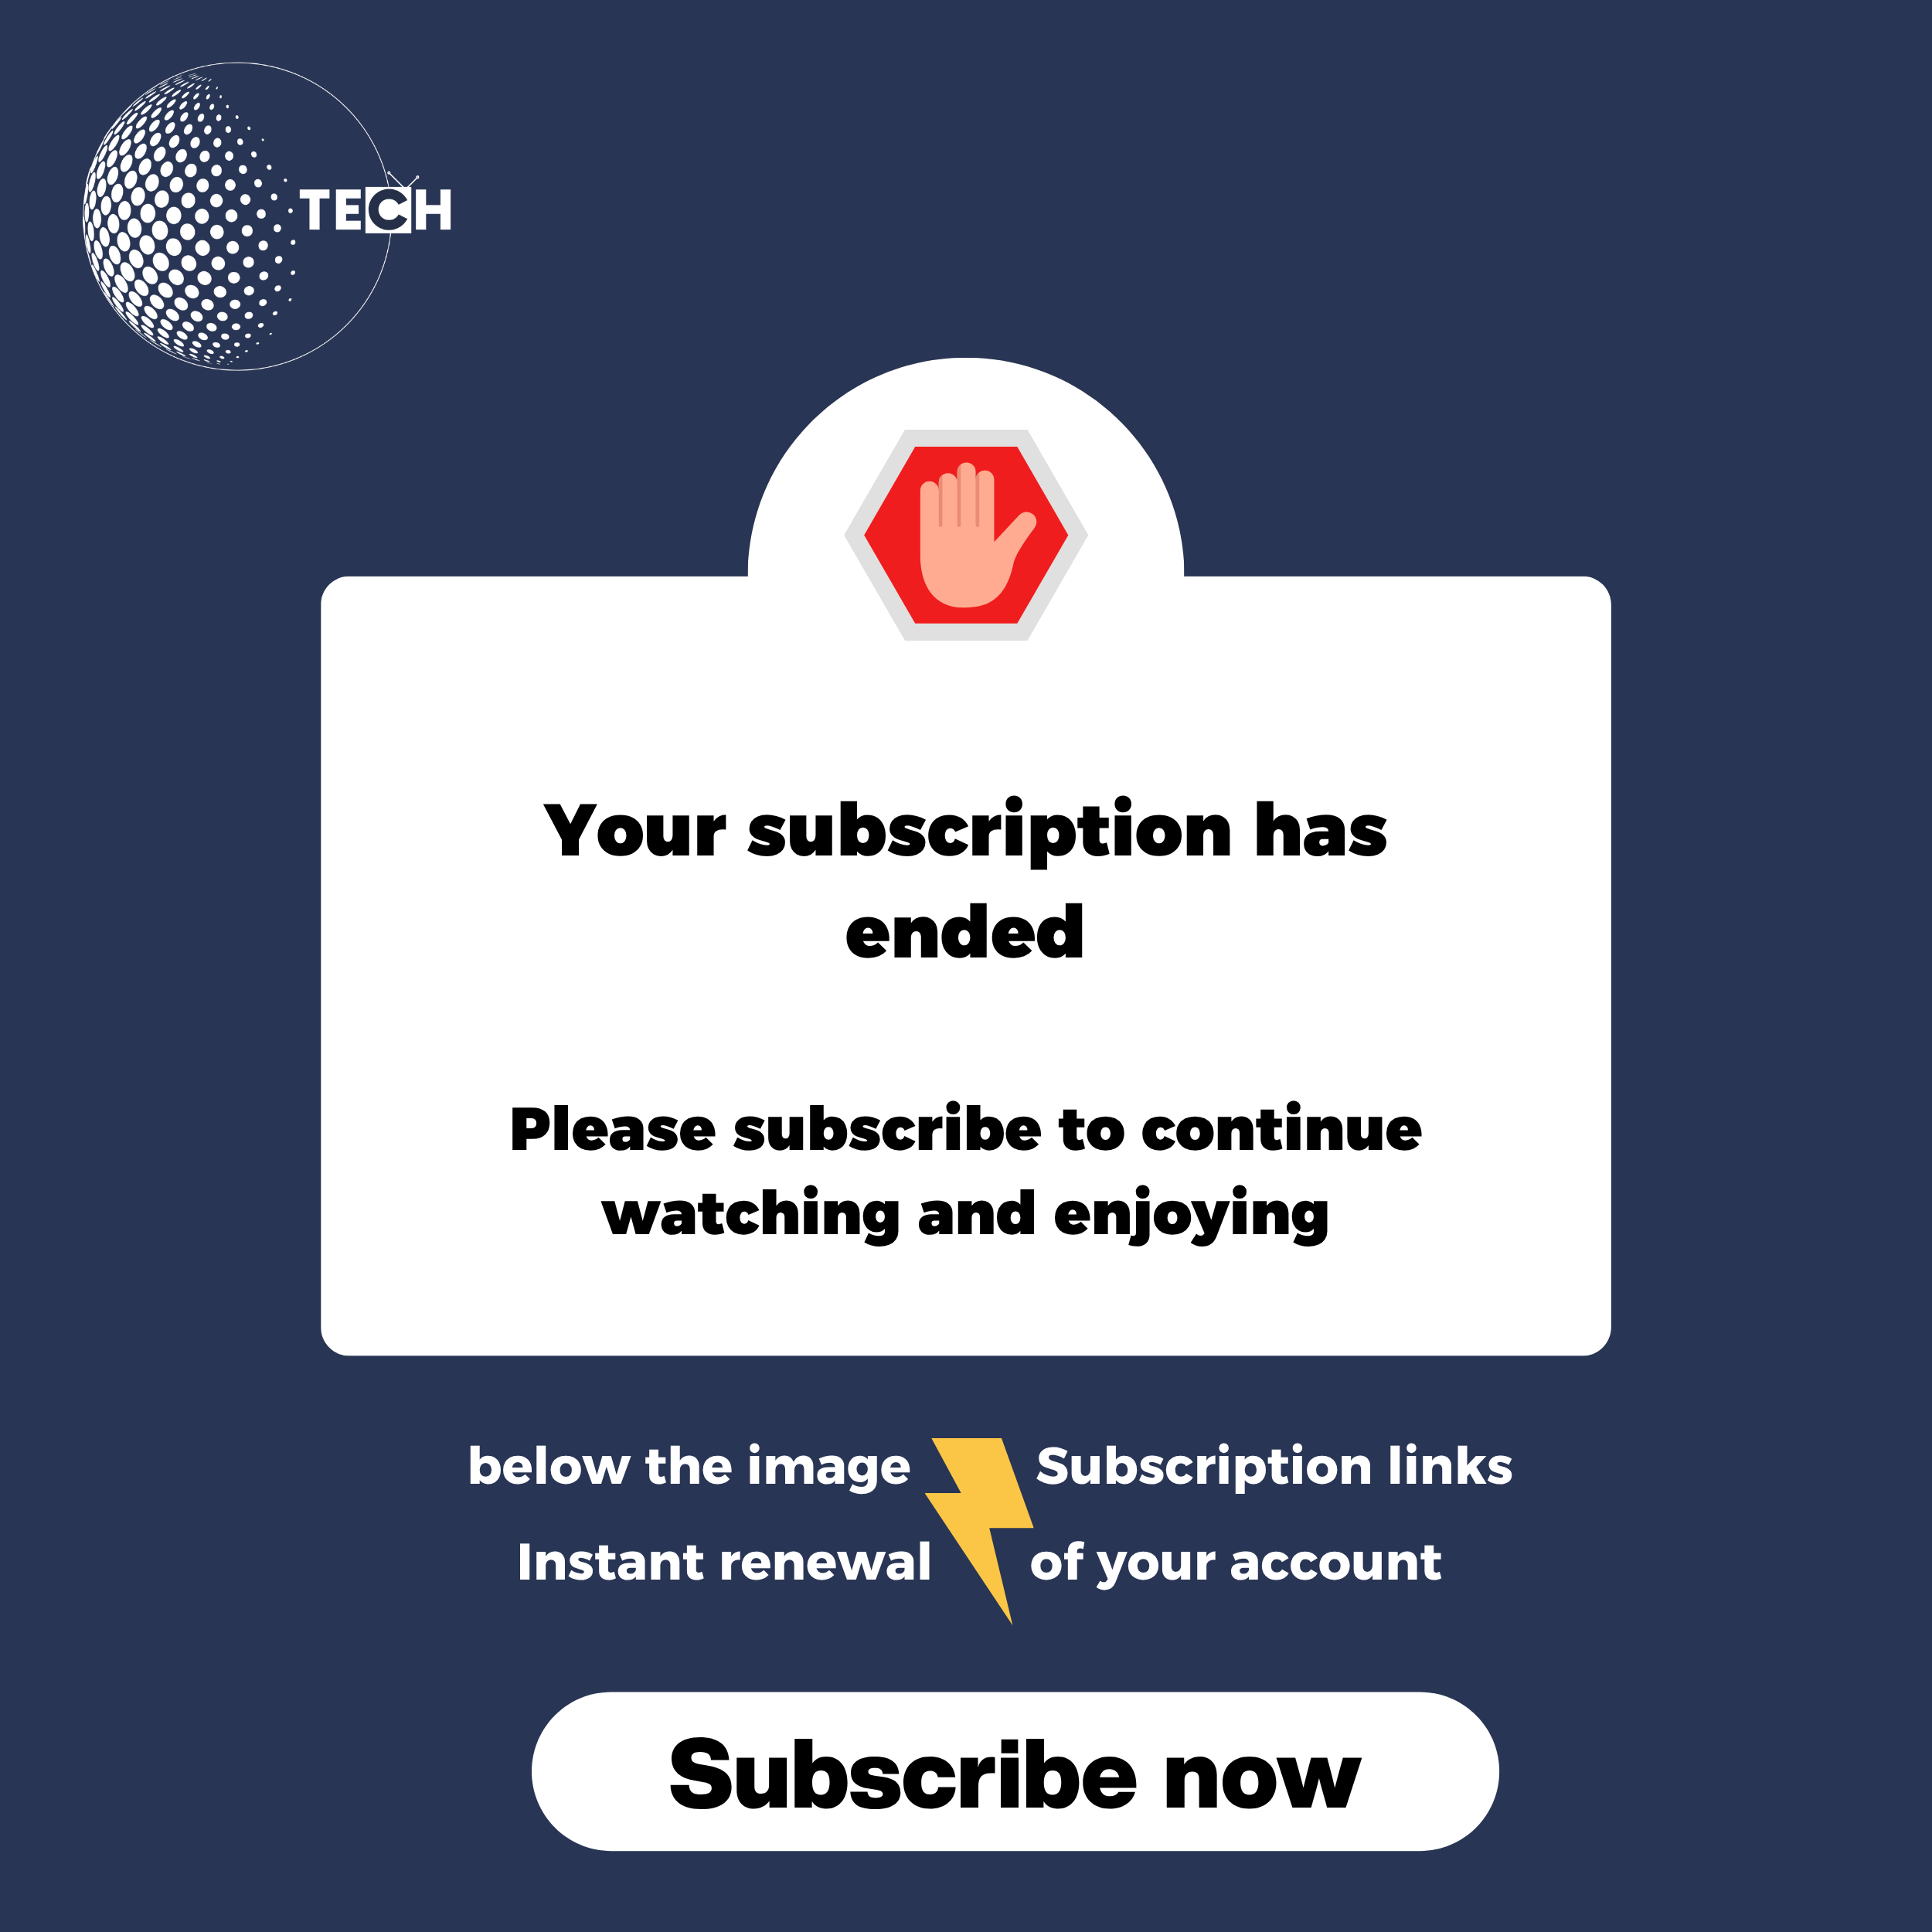 TECH
Your subscription has
ended
Please subscribe to continue
watching and enjoying
below the image Subscription links
Instant renewal of your account
Subscribe now